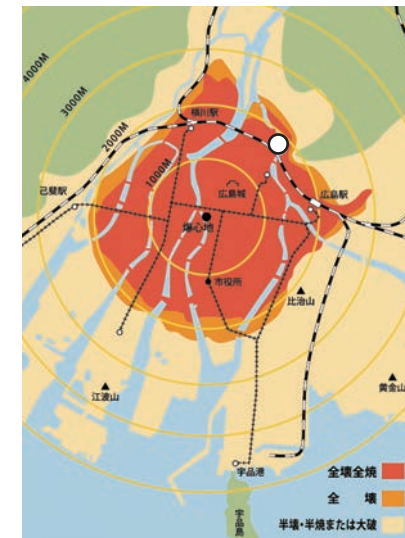 4000M
3000M
2000M
1000M
横川駅
己斐駅
広島城
広島駅
爆心地
市役所
比治山
江波山
黄金山
宇品港
宇品島
全壊全焼
全 壊
半壊・半焼または大破